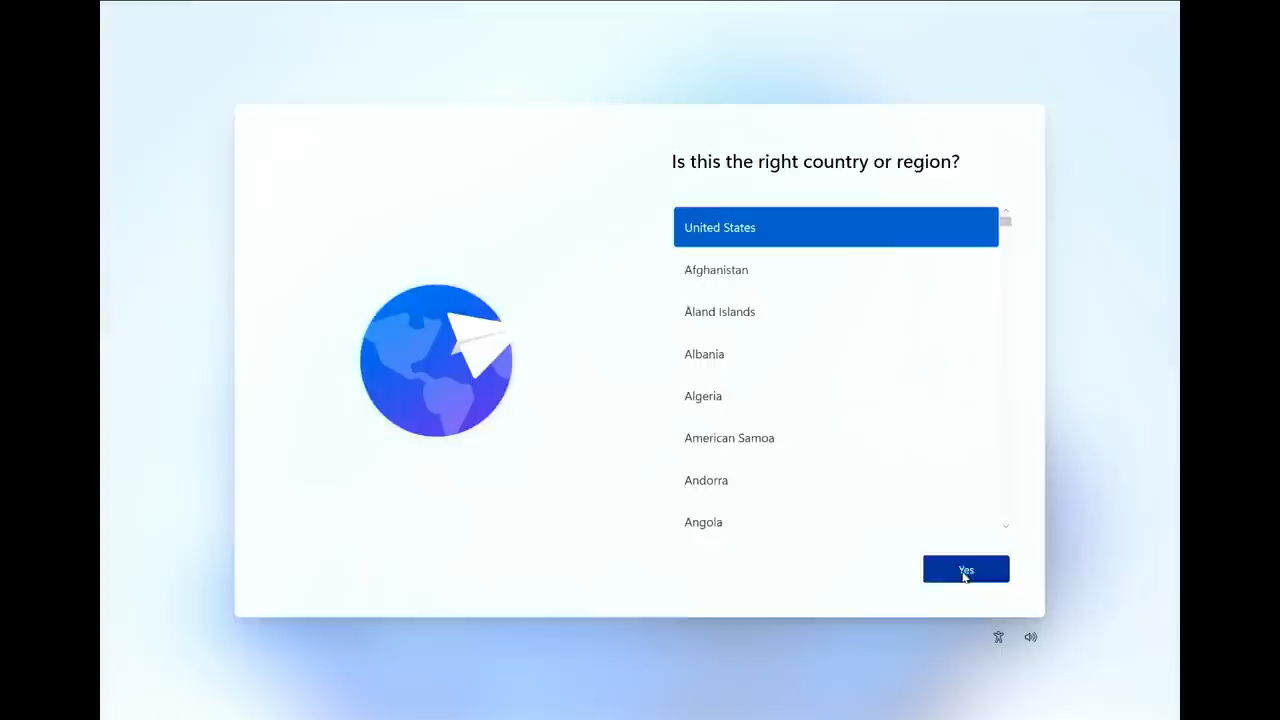 Is this the right country or region?
United States
Afghanistan
Åland Islands
Albania
Algeria
American Samoa
Andorra
Angola
Yes